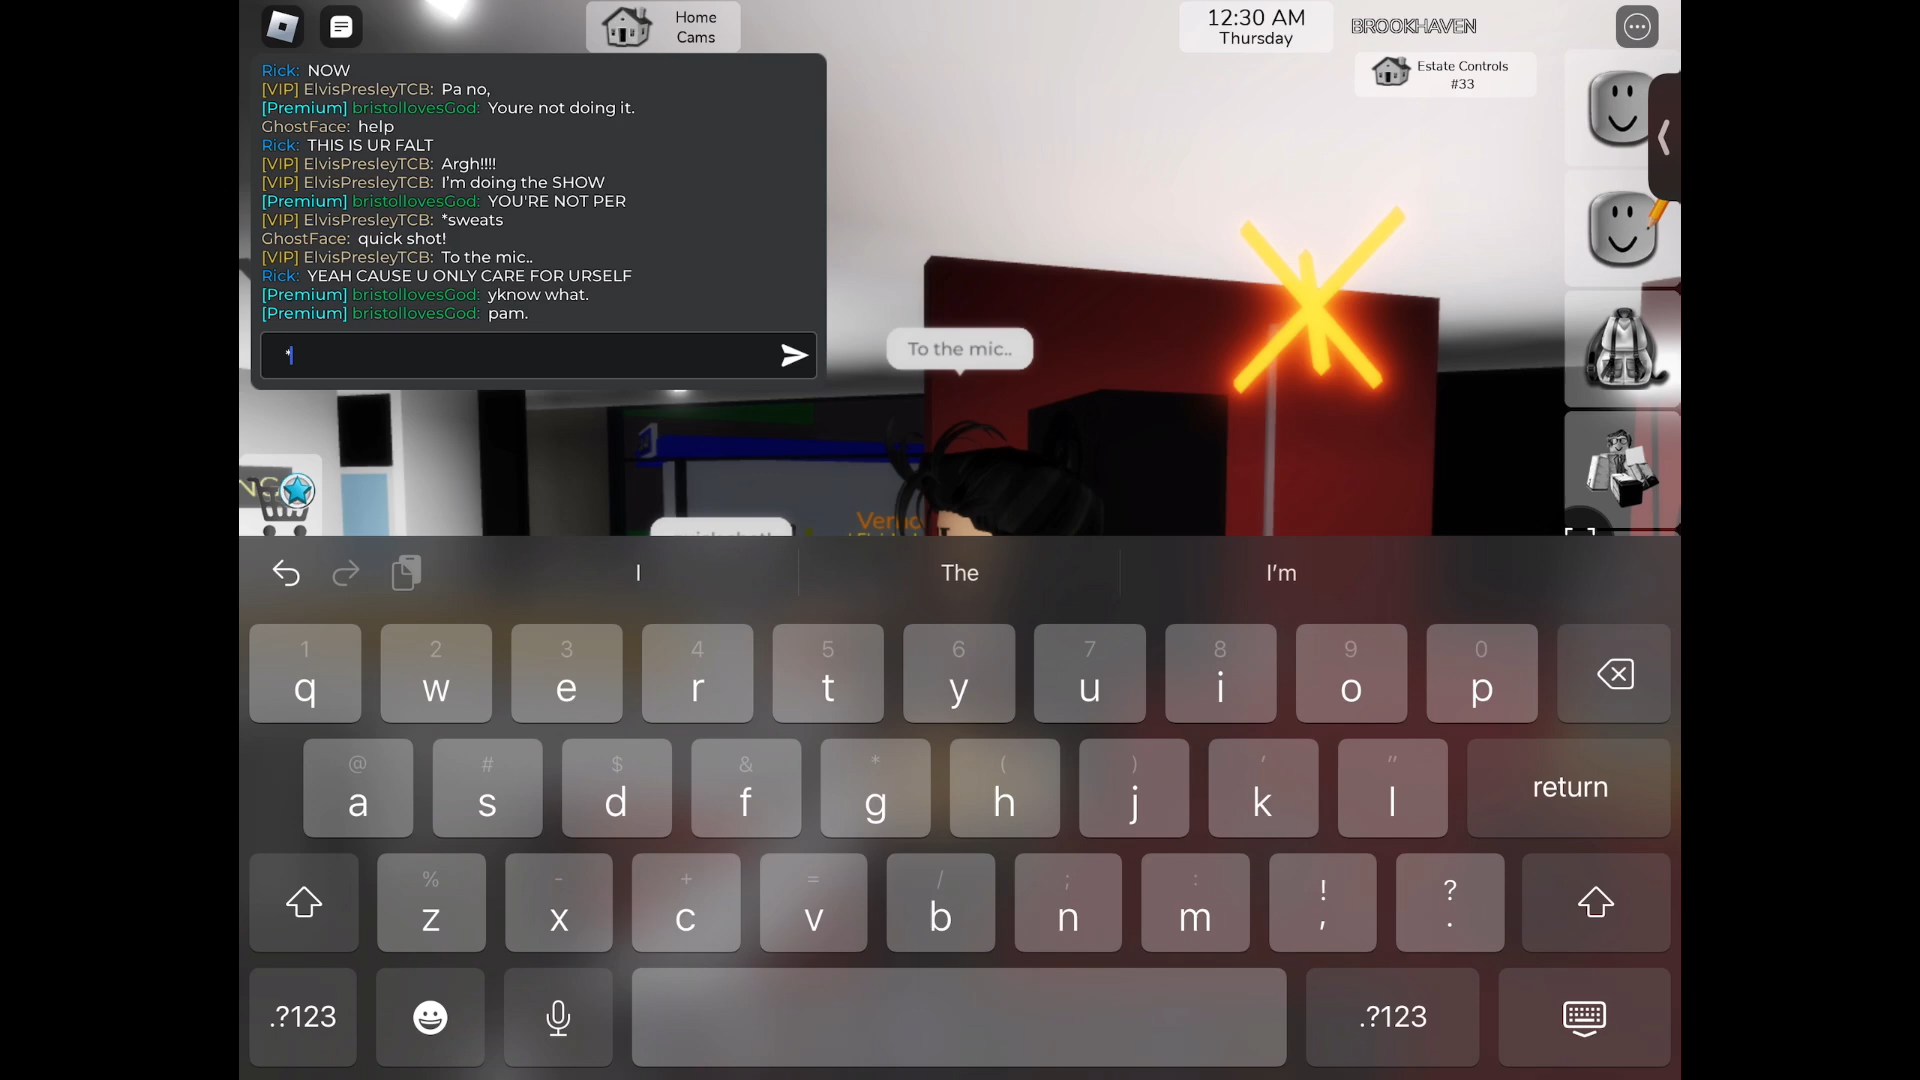 Home
Cams
12:30 AM
Thursday
BROOKHAVEN
Estate Controls
#33
Rick: NOW
[VIP] ElvisPresleyTCB: Pa no,
[Premium] bristollovesGod: Youre not doing it.
GhostFace: help
Rick: THIS IS UR FALT
[VIP] ElvisPresleyTCB: Argh!!!!
[VIP] ElvisPresleyTCB: I'm doing the SHOW
[Premium] bristollovesGod: YOU'RE NOT PER
[VIP] ElvisPresleyTCB: *sweats
GhostFace: quick shot!
[VIP] ElvisPresleyTCB: To the mic..
Rick: YEAH CAUSE U ONLY CARE FOR URSELF
[Premium] bristollovesGod: yknow what.
[Premium] bristollovesGod: pam.
*
To the mic..
I The I'm
1 2 3 4 5 6 7 8 9 0
q w e r t y u i o p
@ # $ & * ( ) ' "
a s d f g h j k l return
% - + = / ; : ! ?
z x c v b n m , .
.?123 .?123